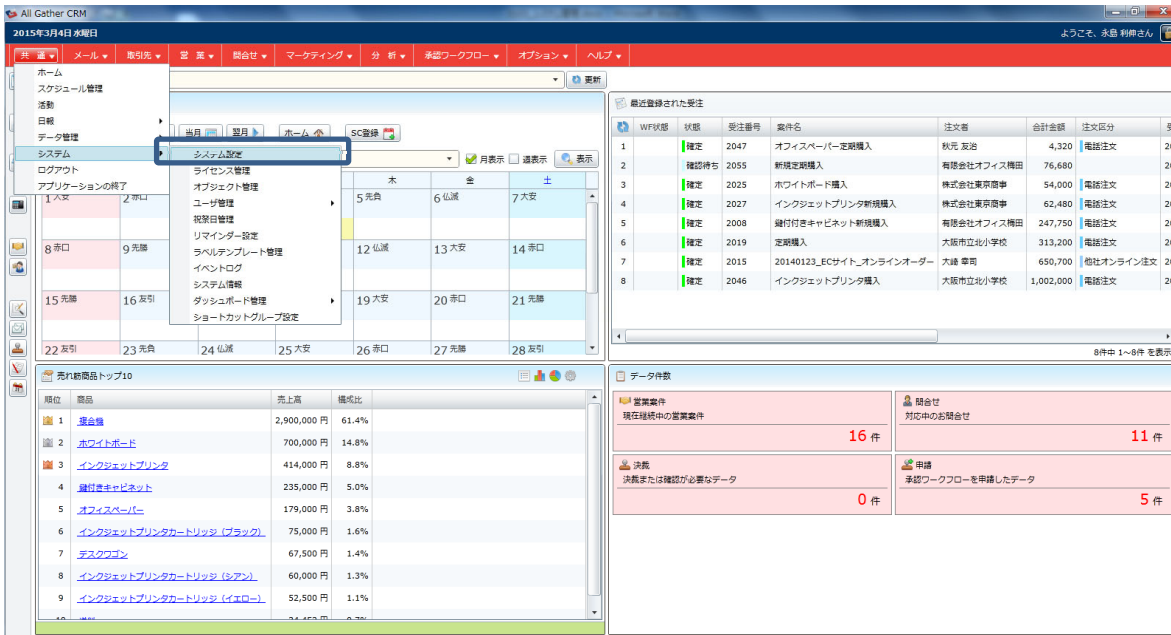 All Gather CRM
2015年3月4日 水曜日
ようこそ、永島 利伸さん
共 通 メール 取引先 営 業 問合せ マーケティング 分 析 承認ワークフロー オプション ヘルプ
ホーム
スケジュール管理
活動
日報
データ管理
システム
ログアウト
アプリケーションの終了
システム設定
ライセンス管理
オブジェクト管理
ユーザ管理
祝祭日管理
リマインダー設定
ラベルテンプレート管理
イベントログ
システム情報
ダッシュボード管理
ショートカットグループ設定
更新
当月 翌月 ホーム SC登録
月表示 週表示 表示
木 金 土
1 大安 2 赤口 5 先負 6 仏滅 7 大安
8 赤口 9 先勝 12 仏滅 13 大安 14 赤口
15 先勝 16 友引 19 大安 20 赤口 21 先勝
22 友引 23 先負 24 仏滅 25 大安 26 赤口 27 先勝 28 友引
最近登録された受注
WF状態 状態 受注番号 案件名 注文者 合計金額 注文区分
1 確定 2047 オフィスペーパー定期購入 秋元 友治 4,320 電話注文
2 確認待ち 2055 新規定期購入 有限会社オフィス梅田 76,680
3 確定 2025 ホワイトボード購入 株式会社東京商事 54,000 電話注文
4 確定 2027 インクジェットプリンタ新規購入 株式会社東京商事 62,480 電話注文
5 確定 2008 鍵付付きキャビネット新規購入 有限会社オフィス梅田 247,750 電話注文
6 確定 2019 定期購入 大阪市立北小学校 313,200 電話注文
7 確定 2015 20140123_ECサイト_オンラインオーダー 大崎 章司 650,700 他社オンライン注文
8 確定 2046 インクジェットプリンタ購入 大阪市立北小学校 1,002,000 電話注文
8件中 1～8件 を表示
売れ筋商品トップ10
順位 商品 売上高 構成比
1 複合機 2,900,000 円 61.4%
2 ホワイトボード 700,000 円 14.8%
3 インクジェットプリンタ 414,000 円 8.8%
4 鍵付きキャビネット 235,000 円 5.0%
5 オフィスペーパー 179,000 円 3.8%
6 インクジェットプリンタカートリッジ（ブラック） 75,000 円 1.6%
7 デスクワゴン 67,500 円 1.4%
8 インクジェットプリンタカートリッジ（シアン） 60,000 円 1.3%
9 インクジェットプリンタカートリッジ（イエロー） 52,500 円 1.1%
データ件数
営業案件
現在継続中の営業案件
16 件
問合せ
対応中のお問合せ
11 件
決裁
決裁または確認が必要なデータ
0 件
申請
承認ワークフローを申請したデータ
5 件